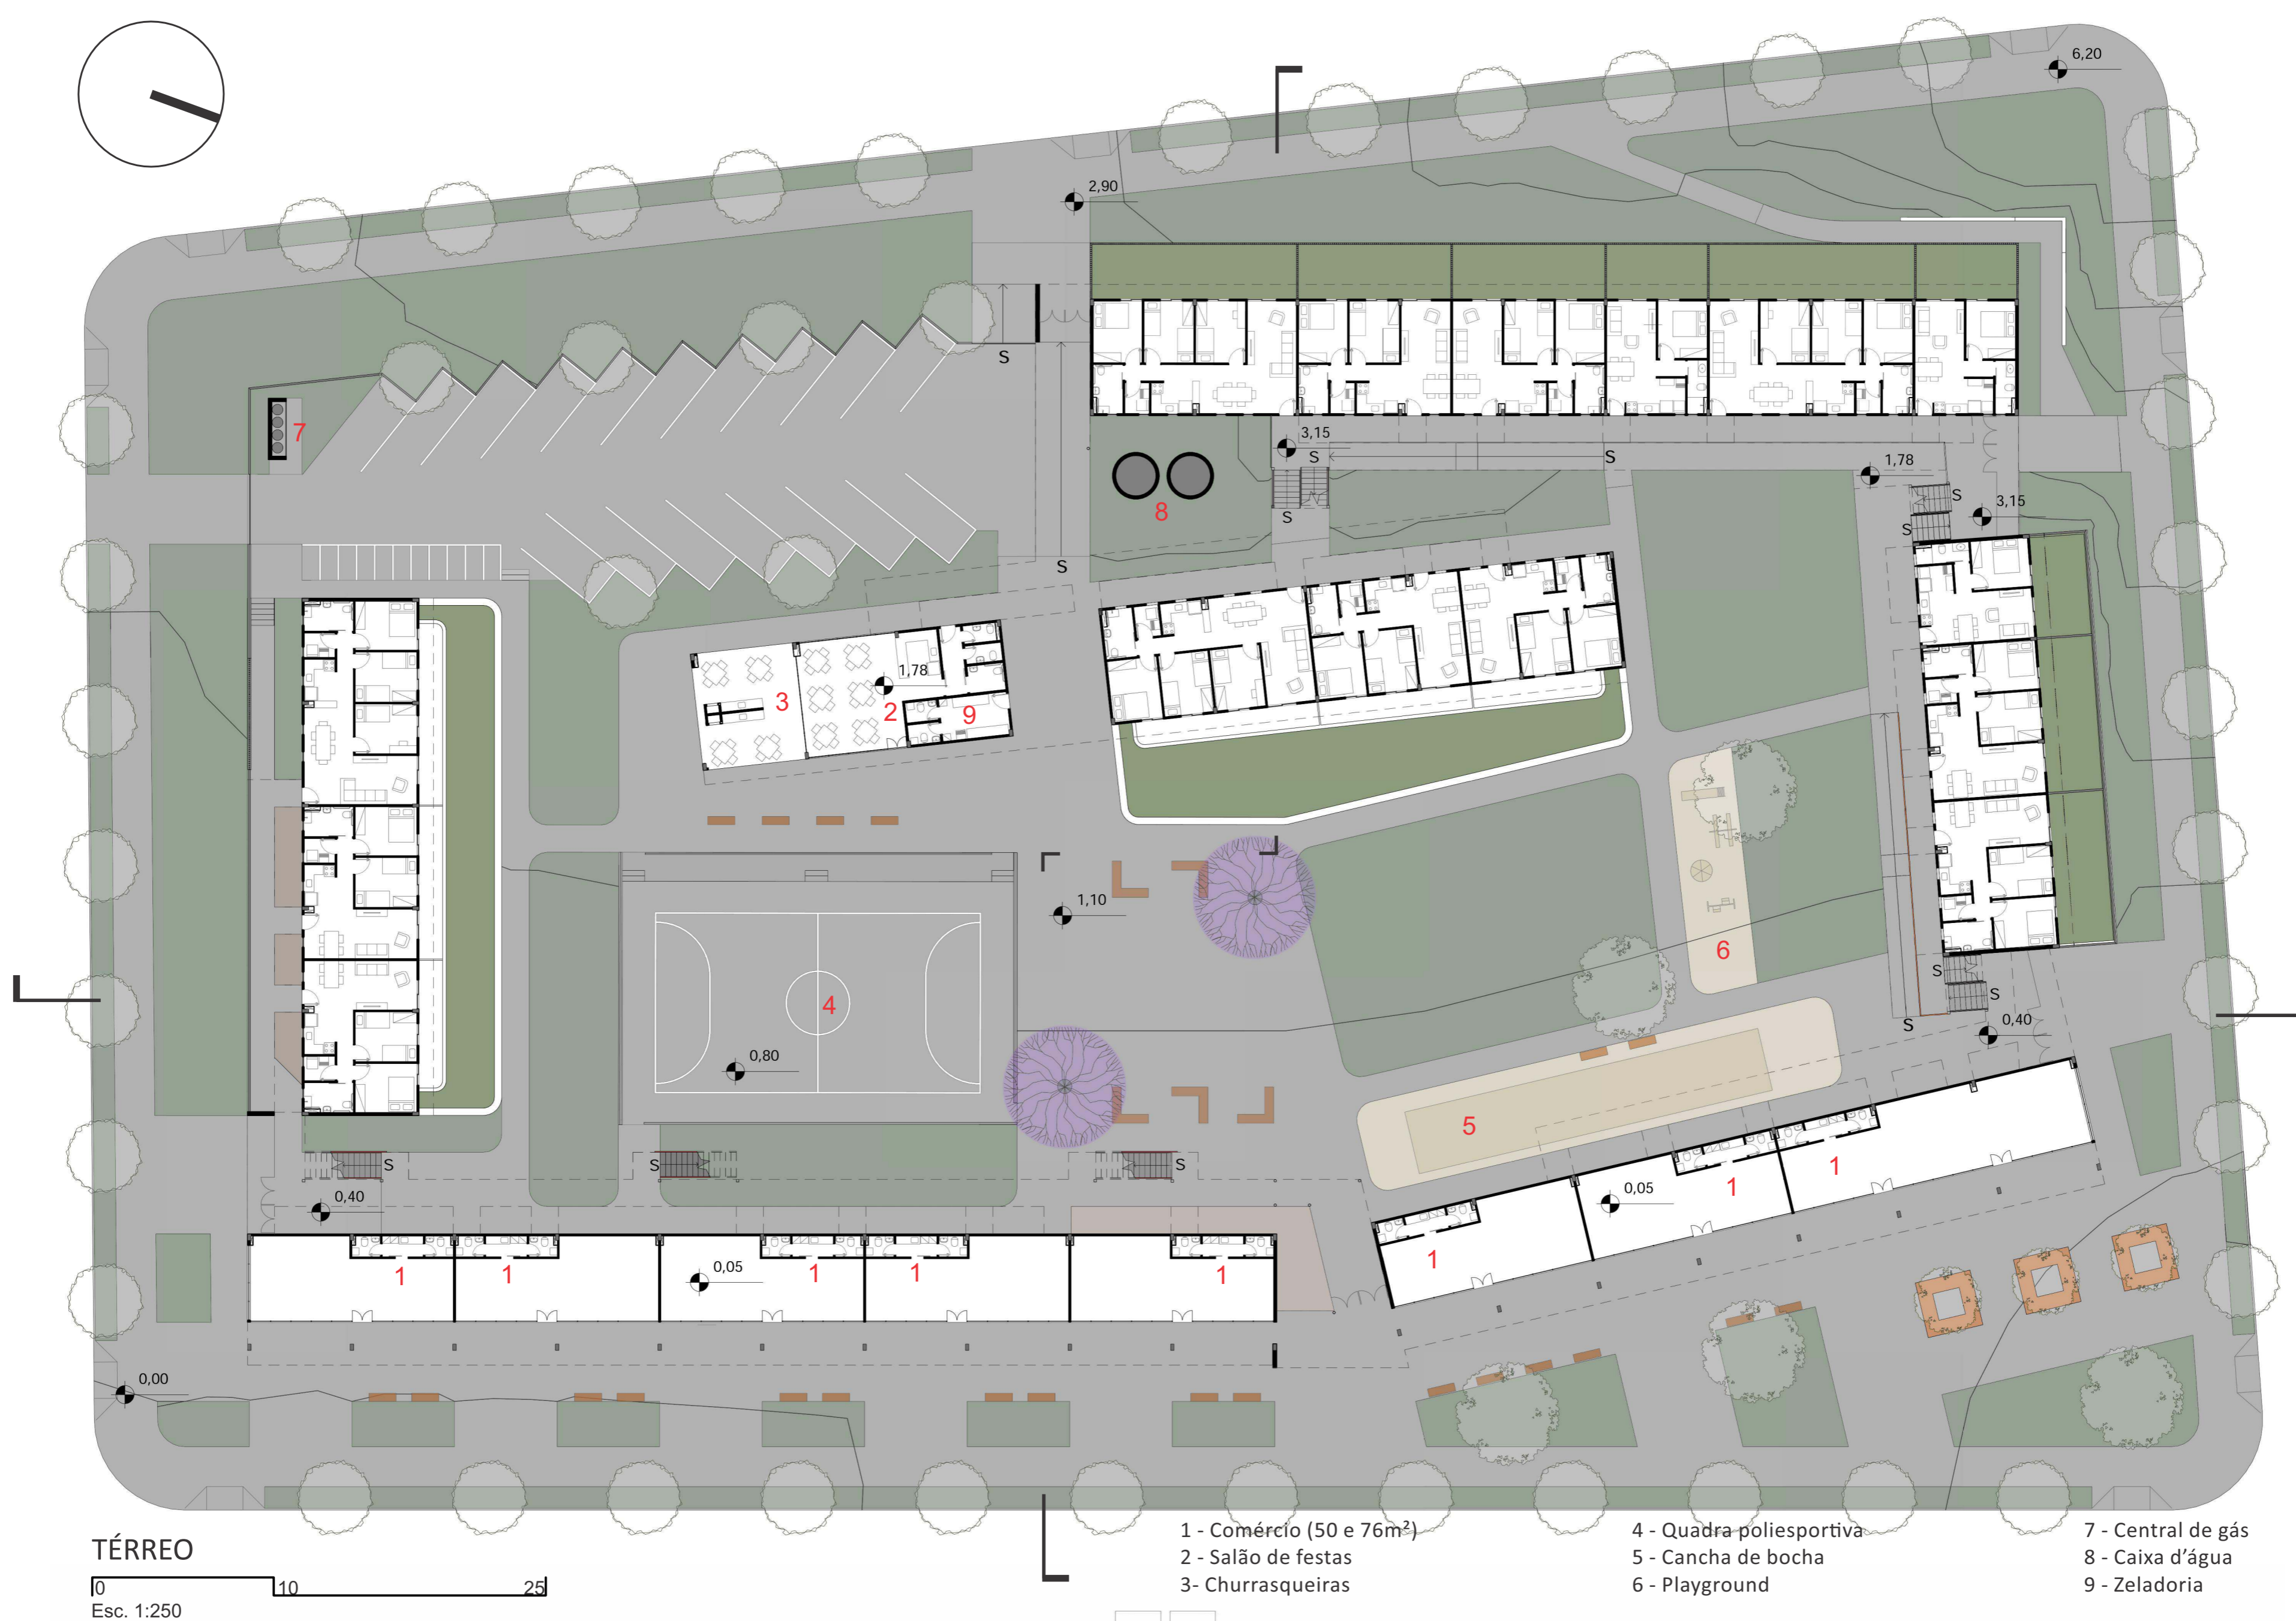 6,20
2,90
S
7
3,15
S
S
1,78
8
S
S
3,15
S
S
1,78
3
2
9
1,10
6
4
S
S
S
0,40
0,80
5
S
S
S
1
0,40
0,05
1
1
0,05
1
1
1
1
1
0,00
TÉRREO
0 10 25
Esc. 1:250
1 - Comércio (50 e 76m²)
2 - Salão de festas
3- Churrasqueiras
4 - Quadra poliesportiva
5 - Cancha de bocha
6 - Playground
7 - Central de gás
8 - Caixa d'água
9 - Zeladoria